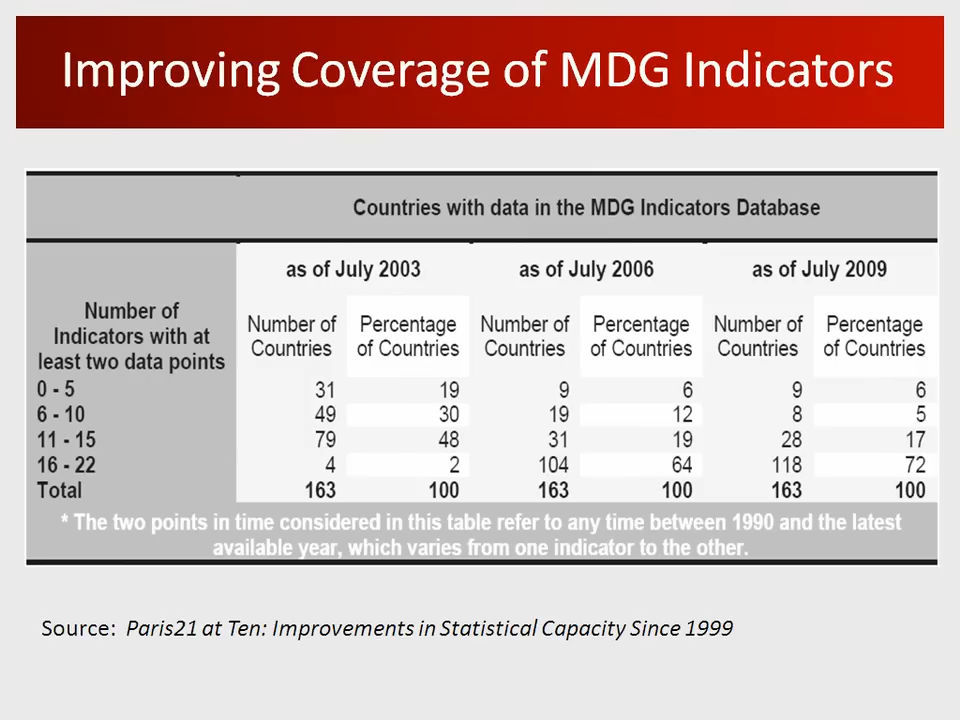 Improving Coverage of MDG Indicators
Countries with data in the MDG Indicators Database
as of July 2003 as of July 2006 as of July 2009
Number of Indicators with at least two data points
Number of Countries Percentage of Countries Number of Countries Percentage of Countries Number of Countries Percentage of Countries
0 - 5 31 19 9 6 9 6
6 - 10 49 30 19 12 8 5
11 - 15 79 48 31 19 28 17
16 - 22 4 2 104 64 118 72
Total 163 100 163 100 163 100
* The two points in time considered in this table refer to any time between 1990 and the latest
available year, which varies from one indicator to the other.
Source: Paris21 at Ten: Improvements in Statistical Capacity Since 1999